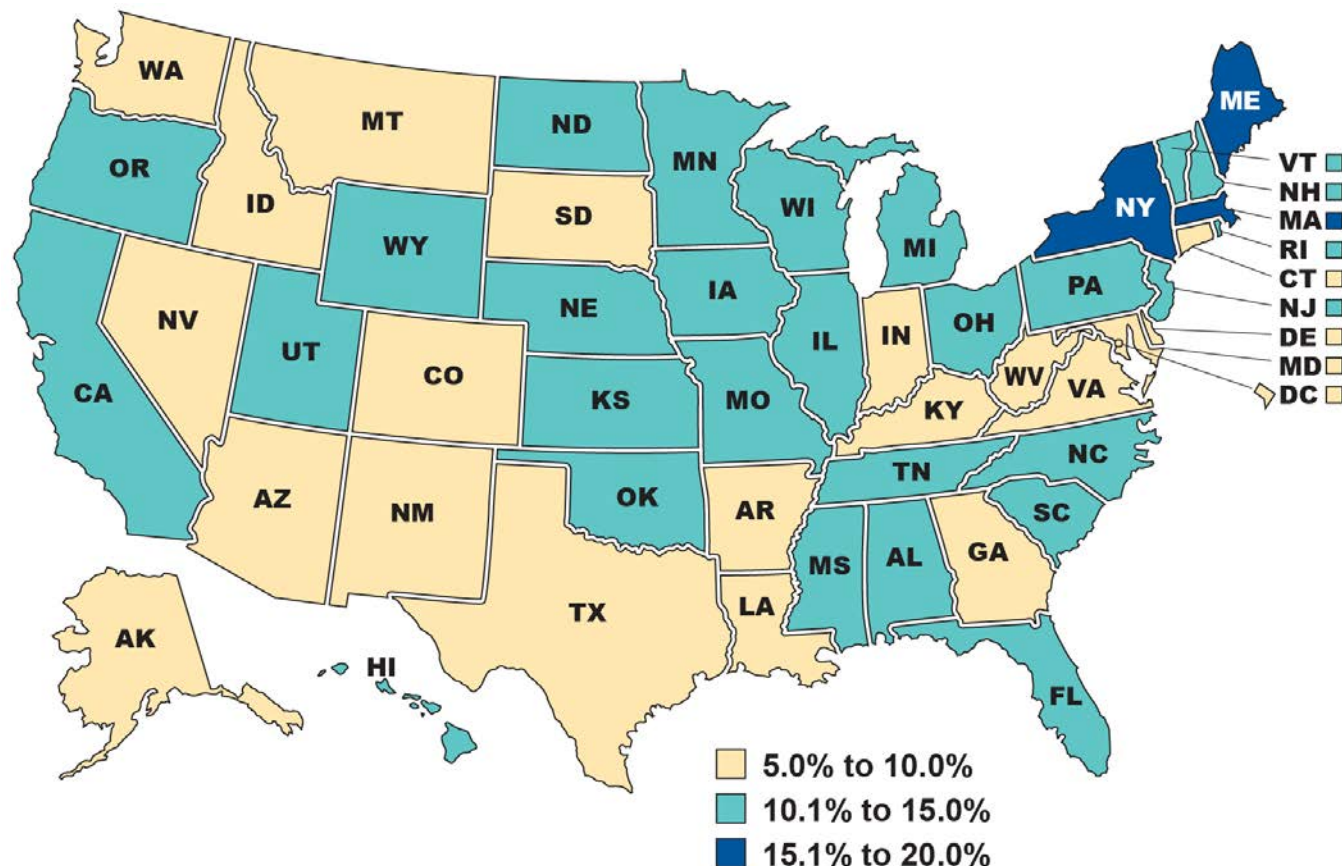 WA
MT
ND
MN
ME
OR
ID
SD
WI
NY
VT
NH
MA
RI
CT
NJ
DE
MD
DC
WY
MI
IA
PA
NV
NE
UT
CO
IL
IN
OH
CA
KS
MO
WV
VA
KY
NC
TN
AZ
NM
OK
AR
SC
MS
AL
GA
TX
LA
AK
HI
FL
5.0% to 10.0%
10.1% to 15.0%
15.1% to 20.0%